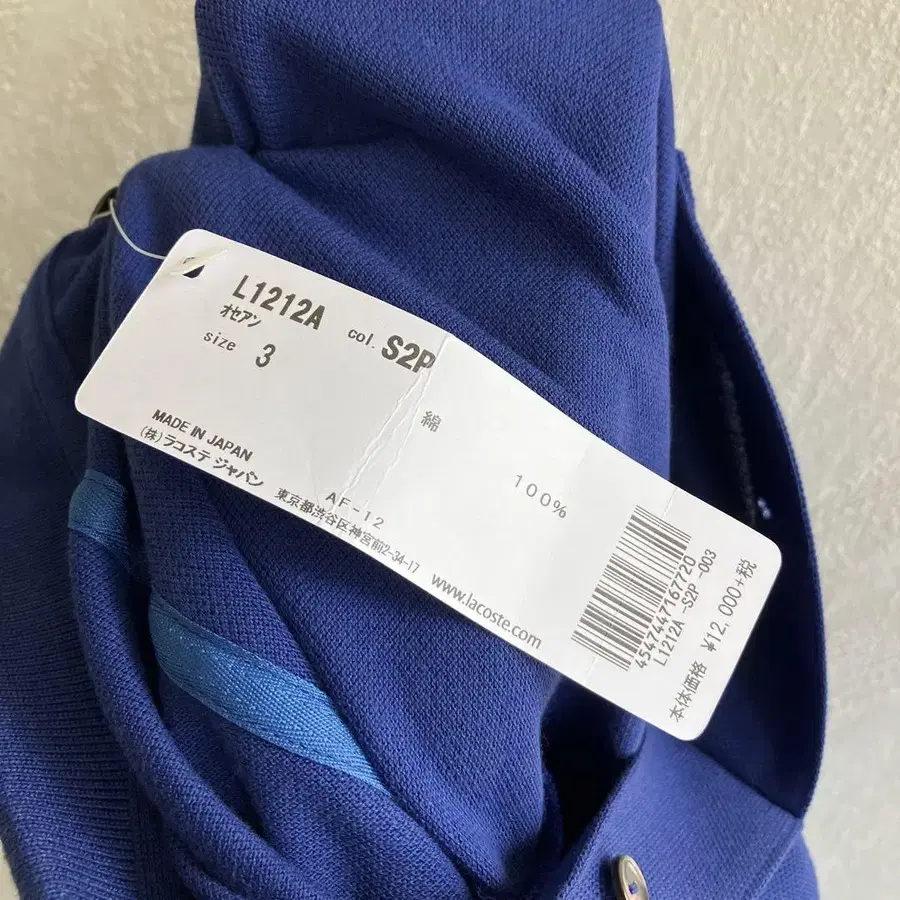 L1212A col. S2P
オセアン
size 3
綿 100%
MADE IN JAPAN
(株)ラコステ ジャパン
AF-12
東京都渋谷区神宮前2-34-17 www.lacoste.com
4547447167720
L1212A -S2P -003
本体価格 ¥12,000+税